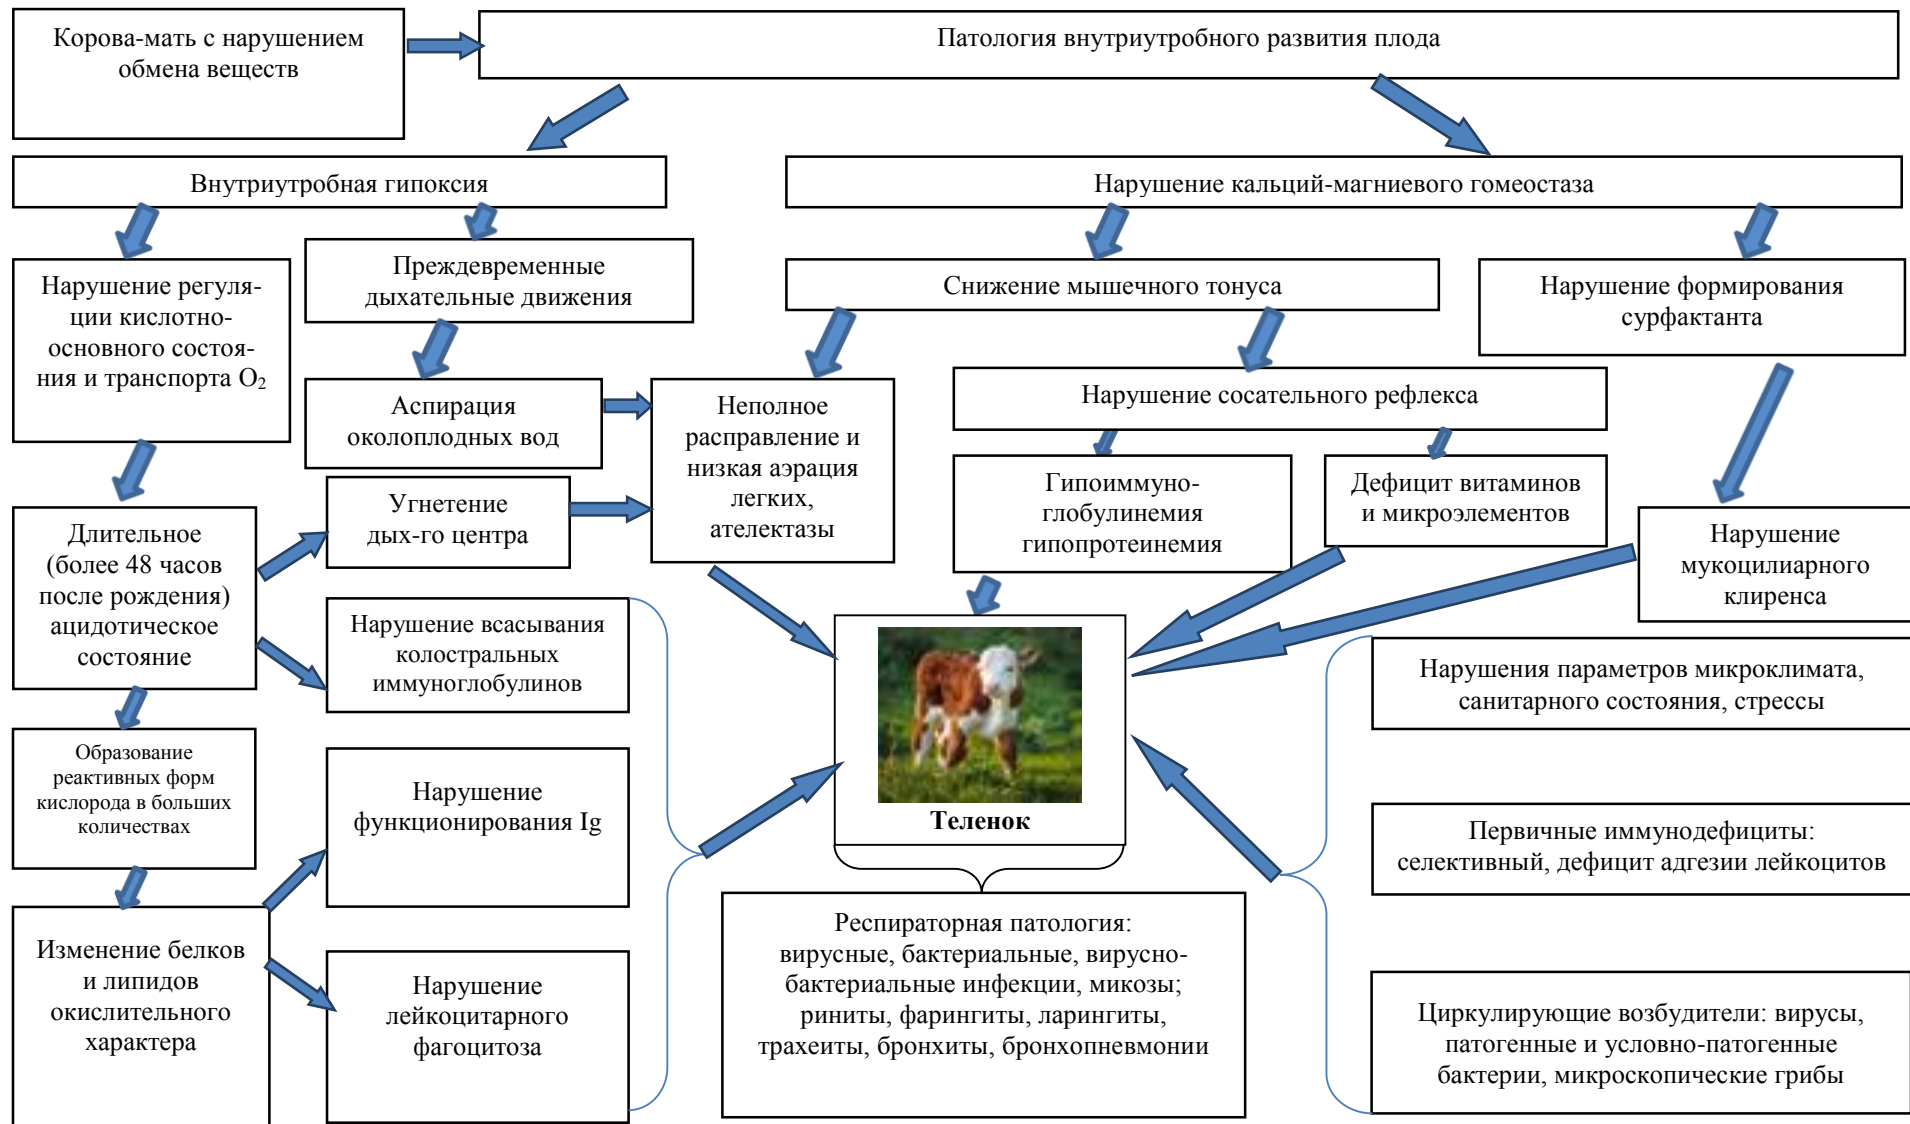 Корова-мать с нарушением
обмена веществ
Патология внутриутробного развития плода
Внутриутробная гипоксия
Нарушение кальций-магниевого гомеостаза
Нарушение регуля-
ции кислотно-
основного состоя-
ния и транспорта O₂
Преждевременные
дыхательные движения
Снижение мышечного тонуса
Нарушение формирования
сурфактанта
Аспирация
околоплодных вод
Неполное
расправление и
низкая аэрация
легких,
ателектазы
Нарушение сосательного рефлекса
Угнетение
дых-го центра
Гипоиммуно-
глобулинемия
гипопротеинемия
Дефицит витаминов
и микроэлементов
Нарушение
мукоцилиарного
клиренса
Длительное
(более 48 часов
после рождения)
ацидотическое
состояние
Нарушение всасывания
колостральных
иммуноглобулинов
Теленок
Нарушения параметров микроклимата,
санитарного состояния, стрессы
Образование
реактивных форм
кислорода в больших
количествах
Нарушение
функционирования Ig
Первичные иммунодефициты:
селективный, дефицит адгезии лейкоцитов
Изменение белков
и липидов
окислительного
характера
Нарушение
лейкоцитарного
фагоцитоза
Респираторная патология:
вирусные, бактериальные, вирусно-
бактериальные инфекции, микозы;
риниты, фарингиты, ларингиты,
трахеиты, бронхиты, бронхопневмонии
Циркулирующие возбудители: вирусы,
патогенные и условно-патогенные
бактерии, микроскопические грибы